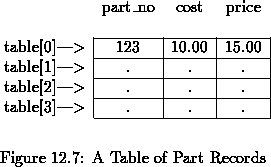 part_no cost price
table[0]—> 123 10.00 15.00
table[1]—> . . .
table[2]—> . . .
table[3]—> . . .
Figure 12.7: A Table of Part Records